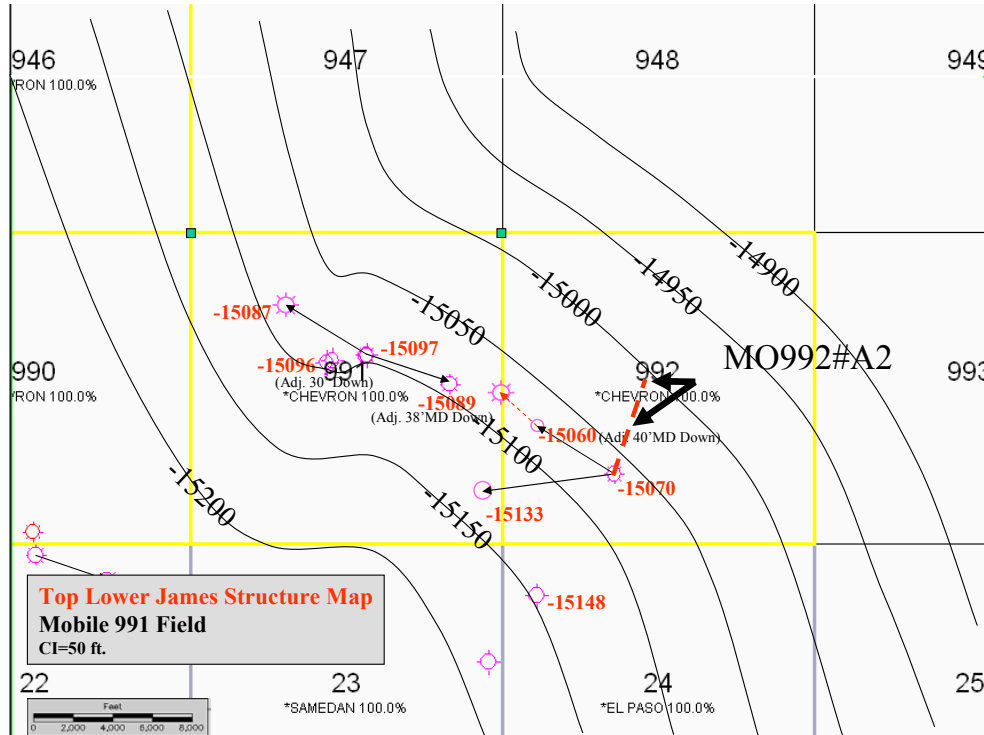 946
947
948
949
/RON 100.0%
-14900
-14950
-15000
-15050
-15087
-15097
MO992#A2
990
-15096
991
992
993
(Adj. 30' Down)
/RON 100.0%
*CHEVRON 100.0%
*CHEVRON 100.0%
-15089
(Adj. 38'MD Down)
-15060
(Adj. 40'MD Down)
-15100
-15070
-15200
-15133
-15150
Top Lower James Structure Map
Mobile 991 Field
CI=50 ft.
-15148
22
23
24
25
*SAMEDAN 100.0%
*EL PASO 100.0%
Feet
0 2,000 4,000 6,000 8,000